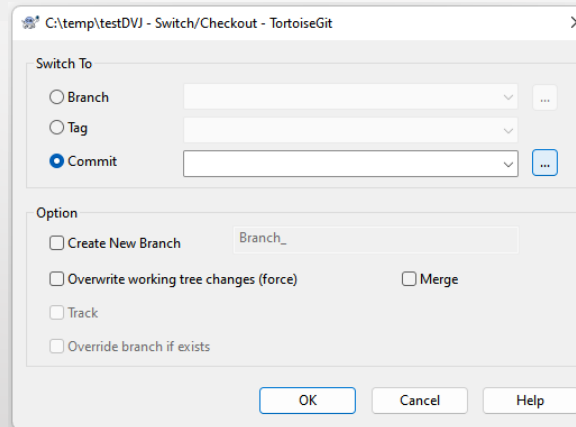 C:\temp\testDVJ - Switch/Checkout - TortoiseGit
Switch To
Branch
...
Tag
Commit
...
Option
Create New Branch
Branch_
Overwrite working tree changes (force)
Merge
Track
Override branch if exists
OK
Cancel
Help